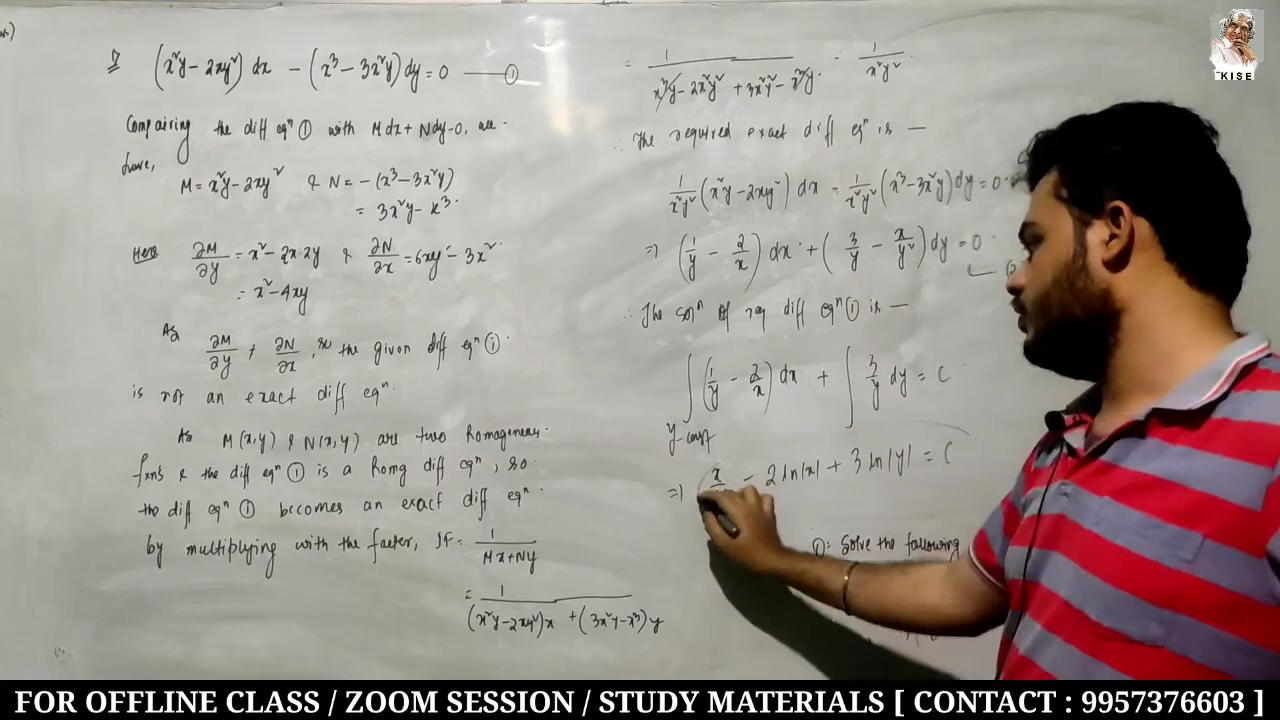 7 (x²y - 2xy²) dx - (x³ - 3x²y) dy = 0 —— ①
Comparing the diff eqⁿ ① with Mdx + Ndy = 0, we
have,
M = x²y - 2xy² & N = -(x³ - 3x²y)
= 3x²y - x³.
Here ∂M/∂y = x² - 2x·2y & ∂N/∂x = 6xy - 3x².
= x² - 4xy
As ∂M/∂y ≠ ∂N/∂x, so the given diff eqⁿ ①
is not an exact diff eqⁿ.
As M(x,y) & N(x,y) are two homogeneous
fxns & the diff eqⁿ ① is a homg diff eqⁿ, so
the diff eqⁿ ① becomes an exact diff eqⁿ
by multiplying with the factor, IF = 1/(Mx+Ny)
= 1/((x²y - 2xy²)x + (3x²y - x³)y)
= 1/(x³y - 2x²y² + 3x²y² - x³y) = 1/(x²y²)
∴ The required exact diff eqⁿ is —
1/(x²y²) (x²y - 2xy²) dx - 1/(x²y²) (x³ - 3x²y) dy = 0
⇒ (1/y - 2/x) dx + (3/y - x/y²) dy = 0
∴ The solⁿ of req diff eqⁿ ① is —
∫ (1/y - 2/x) dx + ∫ 3/y dy = C
y-const
⇒ x - 2 ln|x| + 3 ln|y| = C
Q: Solve the following
KISE
FOR OFFLINE CLASS / ZOOM SESSION / STUDY MATERIALS [ CONTACT : 9957376603 ]